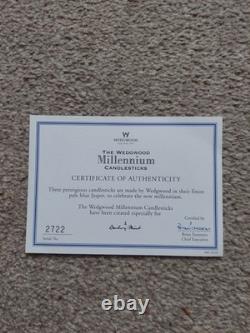 WEDGWOOD
THE WEDGWOOD
Millennium
CANDLESTICKS
CERTIFICATE OF AUTHENTICITY
These prestigious candlesticks are made by Wedgwood in their finest
pale blue Jasper, to celebrate the new millennium.
The Wedgwood Millennium Candlesticks
have been created especially for
2722
Serial No.
Certified by
Chief Executive